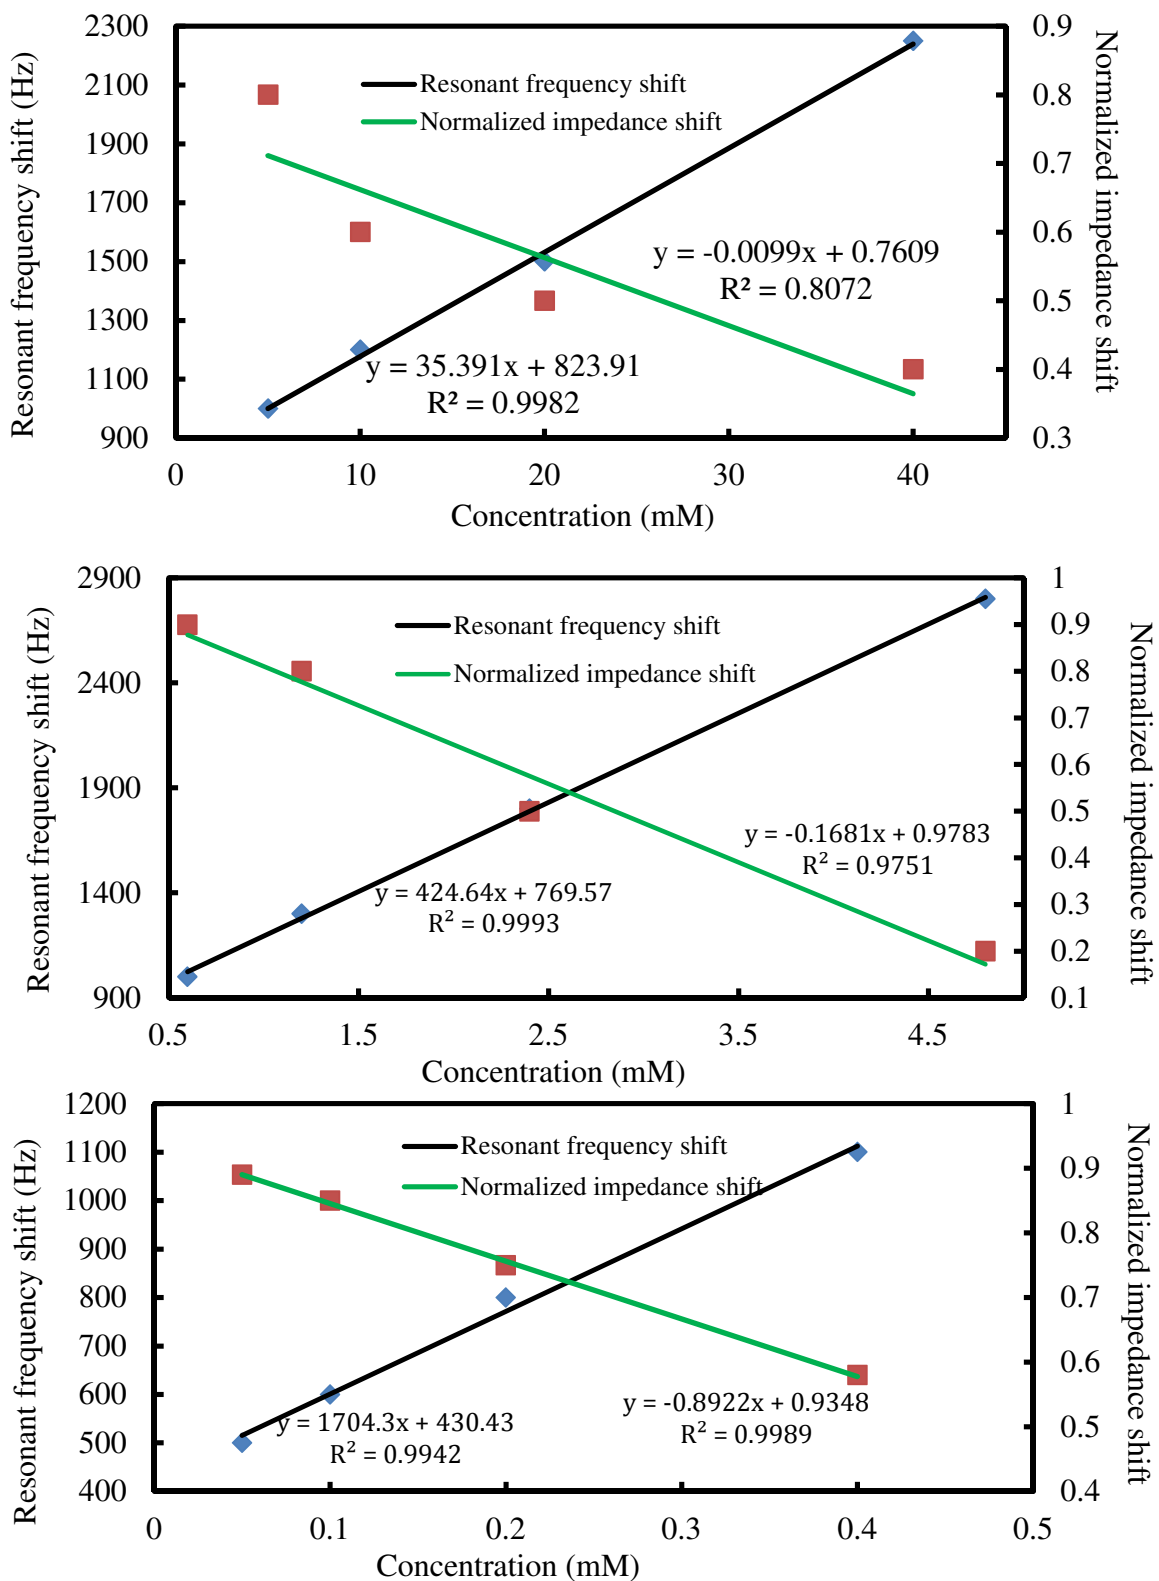 2300
2100
1900
1700
1500
1300
1100
900
Resonant frequency shift (Hz)
Resonant frequency shift
Normalized impedance shift
y = -0.0099x + 0.7609
R² = 0.8072
y = 35.391x + 823.91
R² = 0.9982
0.9
0.8
0.7
0.6
0.5
0.4
0.3
Normalized impedance shift
0 10 20 30 40
Concentration (mM)
2900
2400
1900
1400
900
Resonant frequency shift (Hz)
Resonant frequency shift
Normalized impedance shift
y = -0.1681x + 0.9783
R² = 0.9751
y = 424.64x + 769.57
R² = 0.9993
1
0.9
0.8
0.7
0.6
0.5
0.4
0.3
0.2
0.1
Normalized impedance shift
0.5 1.5 2.5 3.5 4.5
Concentration (mM)
1200
1100
1000
900
800
700
600
500
400
Resonant frequency shift (Hz)
Resonant frequency shift
Normalized impedance shift
y = 1704.3x + 430.43
R² = 0.9942
y = -0.8922x + 0.9348
R² = 0.9989
1
0.9
0.8
0.7
0.6
0.5
0.4
Normalized impedance shift
0 0.1 0.2 0.3 0.4 0.5
Concentration (mM)